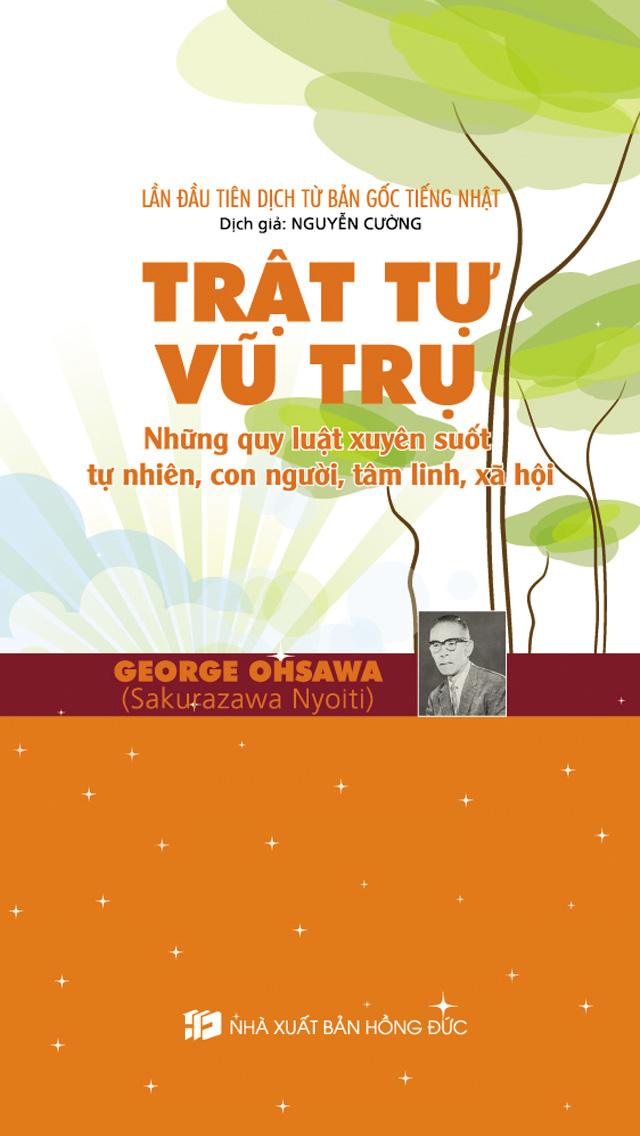 LẦN ĐẦU TIÊN DỊCH TỪ BẢN GỐC TIẾNG NHẬT
Dịch giả: NGUYỄN CƯỜNG
TRẬT TỰ
VŨ TRỤ
Những quy luật xuyên suốt
tự nhiên, con người, tâm linh, xã hội
GEORGE OHSAWA
(Sakurazawa Nyoiti)
NHÀ XUẤT BẢN HỒNG ĐỨC